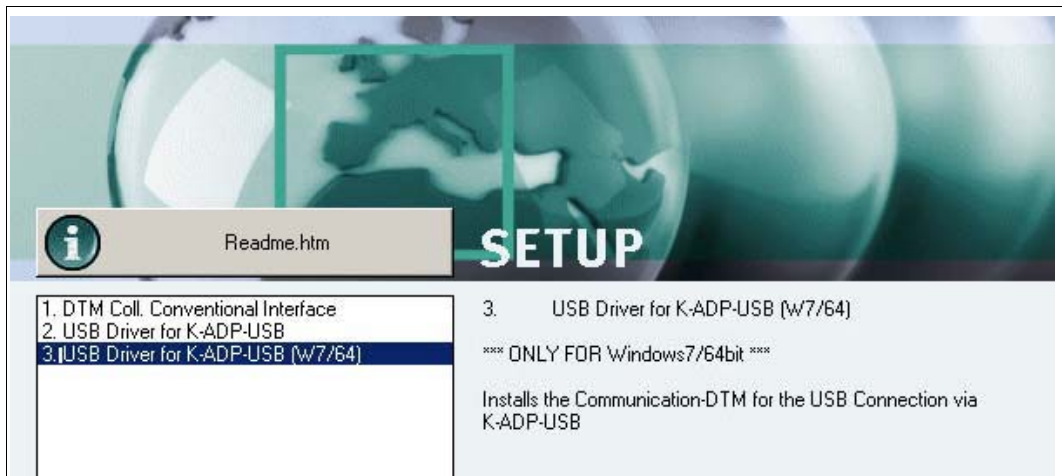 Readme.htm
SETUP
1. DTM Coll. Conventional Interface
2. USB Driver for K-ADP-USB
3. USB Driver for K-ADP-USB (W7/64)
3. USB Driver for K-ADP-USB (W7/64)
*** ONLY FOR Windows7/64bit ***
Installs the Communication-DTM for the USB Connection via
K-ADP-USB